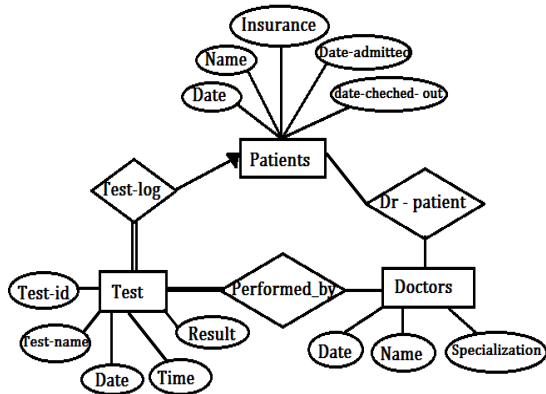 Insurance
Name
Date-admitted
Date
date-cheched- out
Patients
Test-log
Dr - patient
Test-id
Test
Performed_by
Doctors
Test-name
Result
Date
Time
Date
Name
Specialization